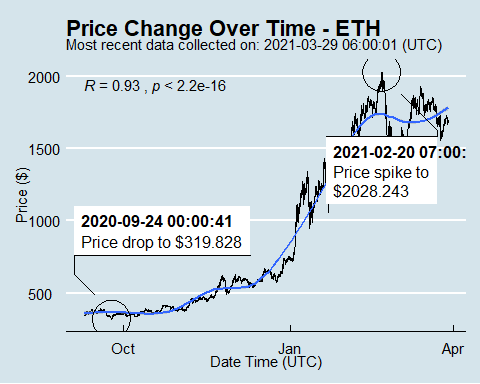 Price Change Over Time - ETH
Most recent data collected on: 2021-03-29 06:00:01 (UTC)
R = 0.93 , p < 2.2e-16
2000
1500
1000
500
Price ($)
2021-02-20 07:00:
Price spike to
$2028.243
2020-09-24 00:00:41
Price drop to $319.828
Oct
Jan
Apr
Date Time (UTC)